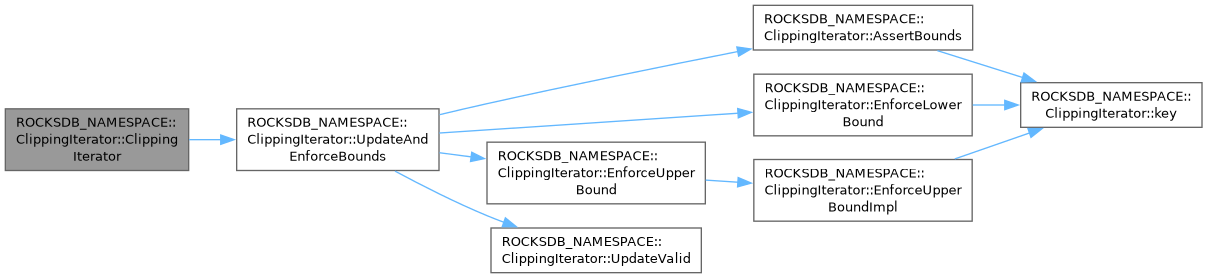 ROCKSDB_NAMESPACE::
ClippingIterator::Clipping
Iterator
ROCKSDB_NAMESPACE::
ClippingIterator::UpdateAnd
EnforceBounds
ROCKSDB_NAMESPACE::
ClippingIterator::AssertBounds
ROCKSDB_NAMESPACE::
ClippingIterator::EnforceLower
Bound
ROCKSDB_NAMESPACE::
ClippingIterator::EnforceUpper
Bound
ROCKSDB_NAMESPACE::
ClippingIterator::EnforceUpper
BoundImpl
ROCKSDB_NAMESPACE::
ClippingIterator::UpdateValid
ROCKSDB_NAMESPACE::
ClippingIterator::key